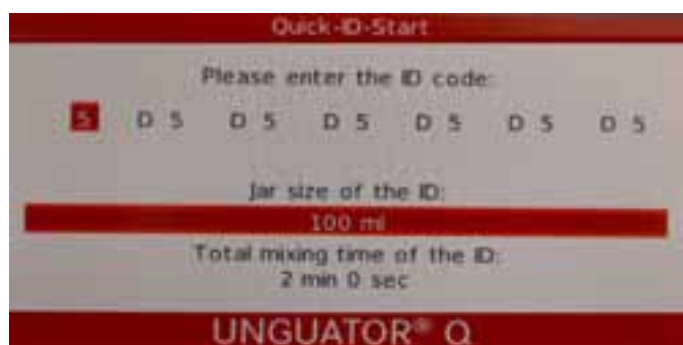 Quick-ID-Start
Please enter the ID code:
5 D 5 D 5 D 5 D 5 D 5 D 5
Jar size of the ID:
100 ml
Total mixing time of the ID:
2 min 0 sec
UNGUATOR® Q